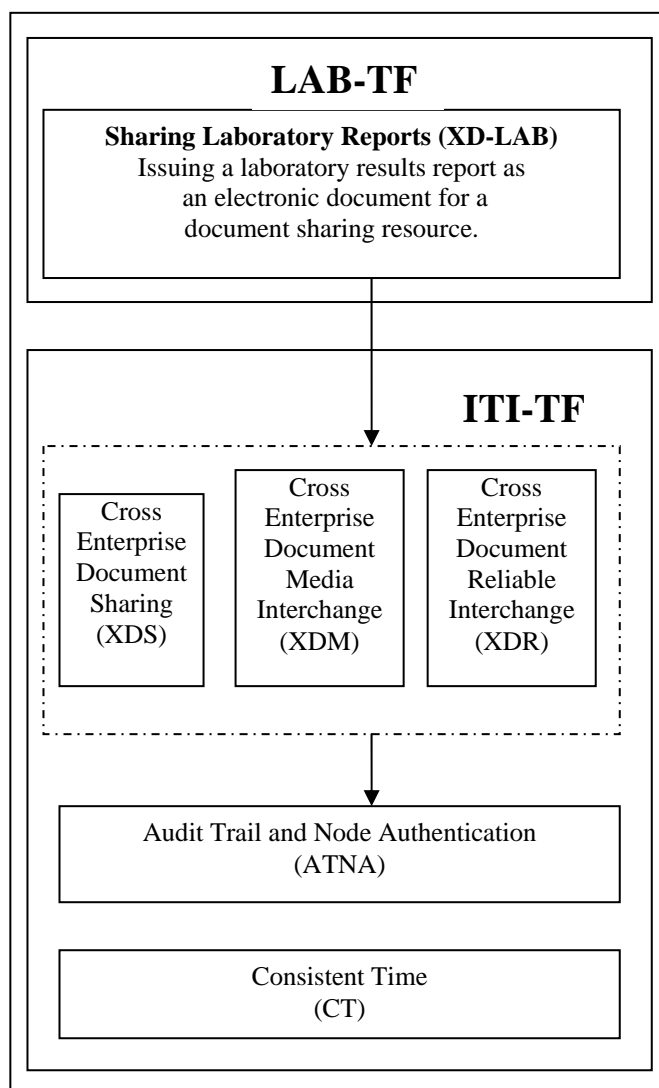 LAB-TF
Sharing Laboratory Reports (XD-LAB)
Issuing a laboratory results report as
an electronic document for a
document sharing resource.
ITI-TF
Cross
Enterprise
Document
Sharing
(XDS)
Cross
Enterprise
Document
Media
Interchange
(XDM)
Cross
Enterprise
Document
Reliable
Interchange
(XDR)
Audit Trail and Node Authentication
(ATNA)
Consistent Time
(CT)